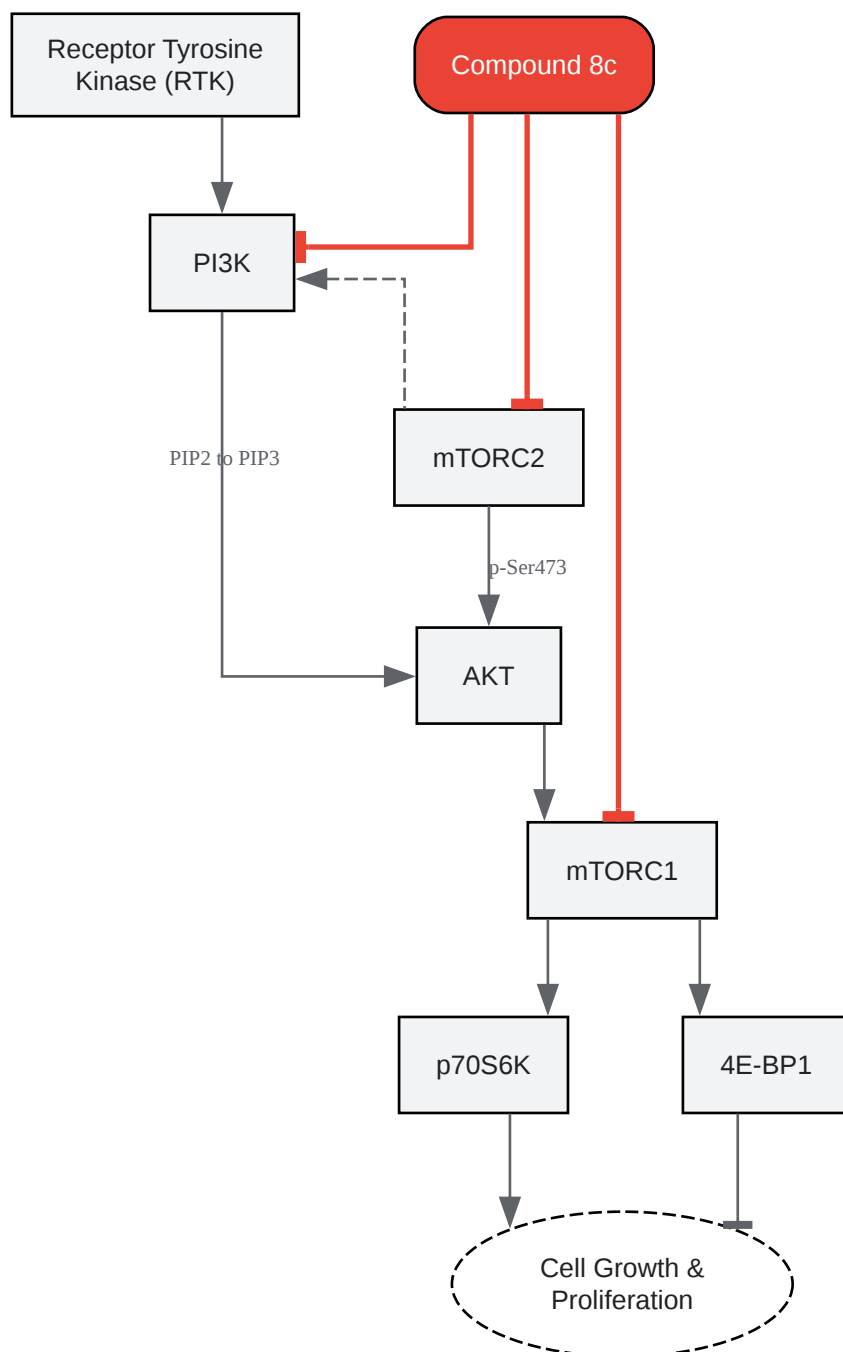 Receptor Tyrosine
Kinase (RTK)
Compound 8c
PI3K
PIP2 to PIP3
mTORC2
p-Ser473
AKT
mTORC1
p70S6K
4E-BP1
Cell Growth &
Proliferation